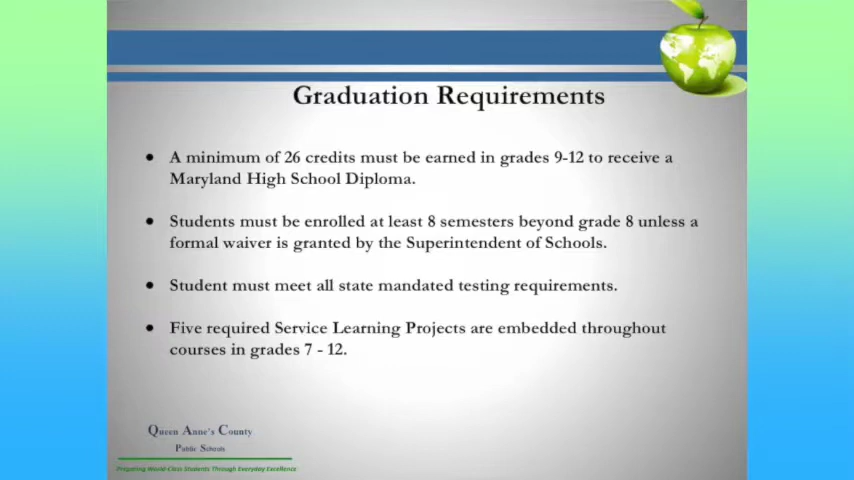 Graduation Requirements
• A minimum of 26 credits must be earned in grades 9-12 to receive a
Maryland High School Diploma.
• Students must be enrolled at least 8 semesters beyond grade 8 unless a
formal waiver is granted by the Superintendent of Schools.
• Student must meet all state mandated testing requirements.
• Five required Service Learning Projects are embedded throughout
courses in grades 7 - 12.
Queen Anne's County
Public Schools
Preparing World-Class Students Through Everyday Excellence